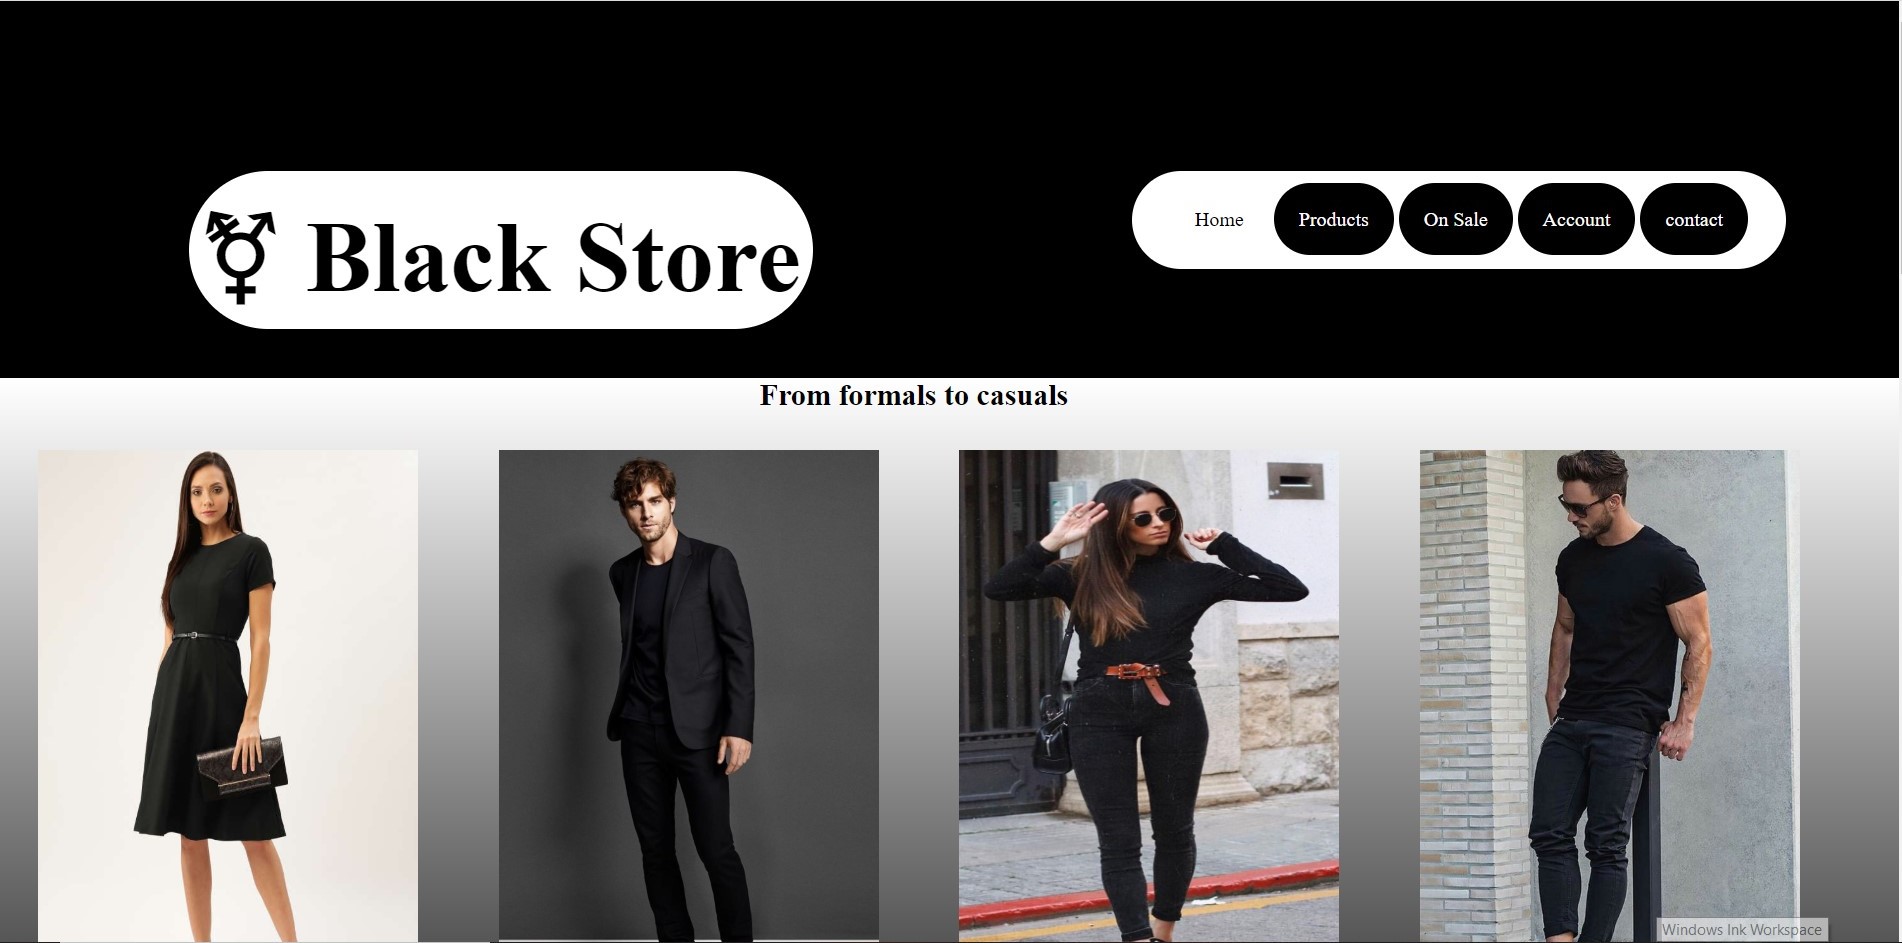 ⚧ Black Store
Home Products On Sale Account contact
From formals to casuals
Windows Ink Workspace